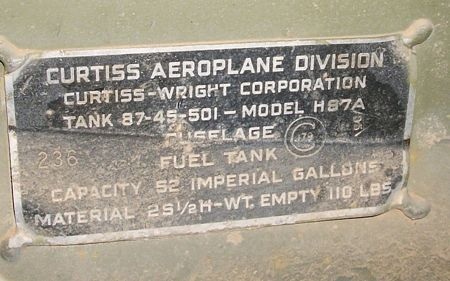 CURTISS AEROPLANE DIVISION
CURTISS-WRIGHT CORPORATION
TANK 87-45-501-MODEL H87A
FUSELAGE
236
FUEL TANK
CAPACITY 52 IMPERIAL GALLONS
MATERIAL 2S½H-WT. EMPTY 110 LBS